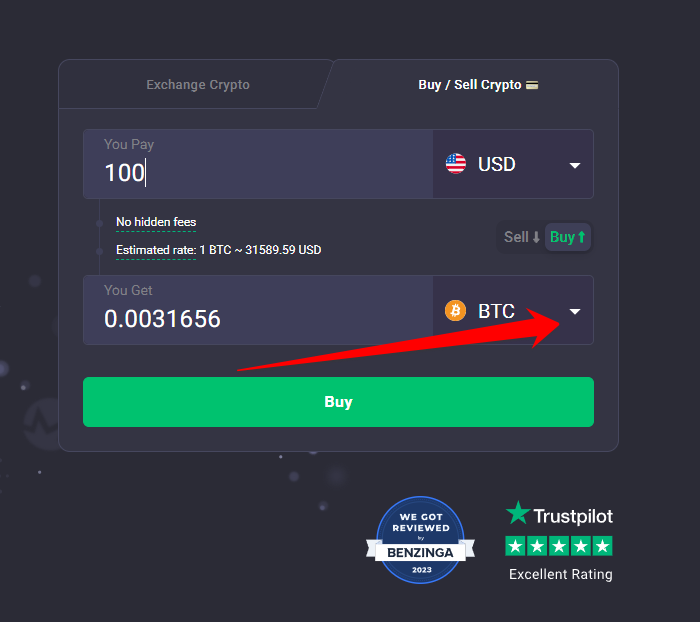 Exchange Crypto
Buy / Sell Crypto
You Pay
100
USD
No hidden fees
Estimated rate: 1 BTC ~ 31589.59 USD
Sell Buy
You Get
0.0031656
BTC
Buy
WE GOT
REVIEWED
by
BENZINGA
2023
Trustpilot
Excellent Rating